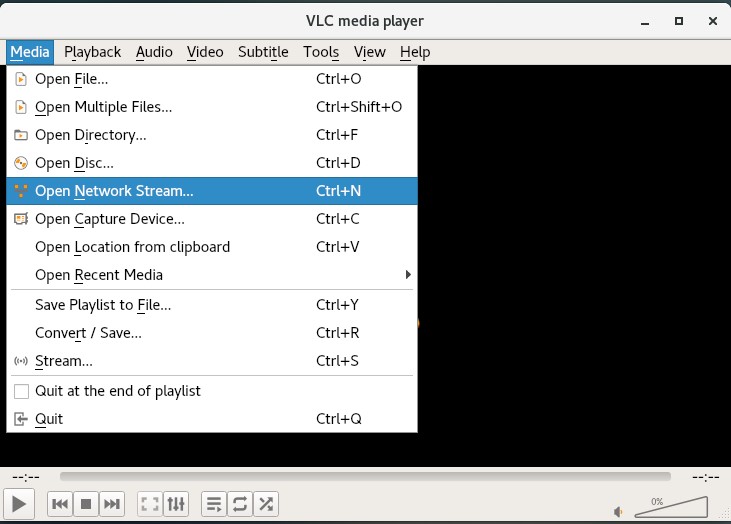 VLC media player
Media Playback Audio Video Subtitle Tools View Help
Open File... Ctrl+O
Open Multiple Files... Ctrl+Shift+O
Open Directory... Ctrl+F
Open Disc... Ctrl+D
Open Network Stream... Ctrl+N
Open Capture Device... Ctrl+C
Open Location from clipboard Ctrl+V
Open Recent Media
Save Playlist to File... Ctrl+Y
Convert / Save... Ctrl+R
Stream... Ctrl+S
Quit at the end of playlist
Quit Ctrl+Q
--:-- --:--
0%